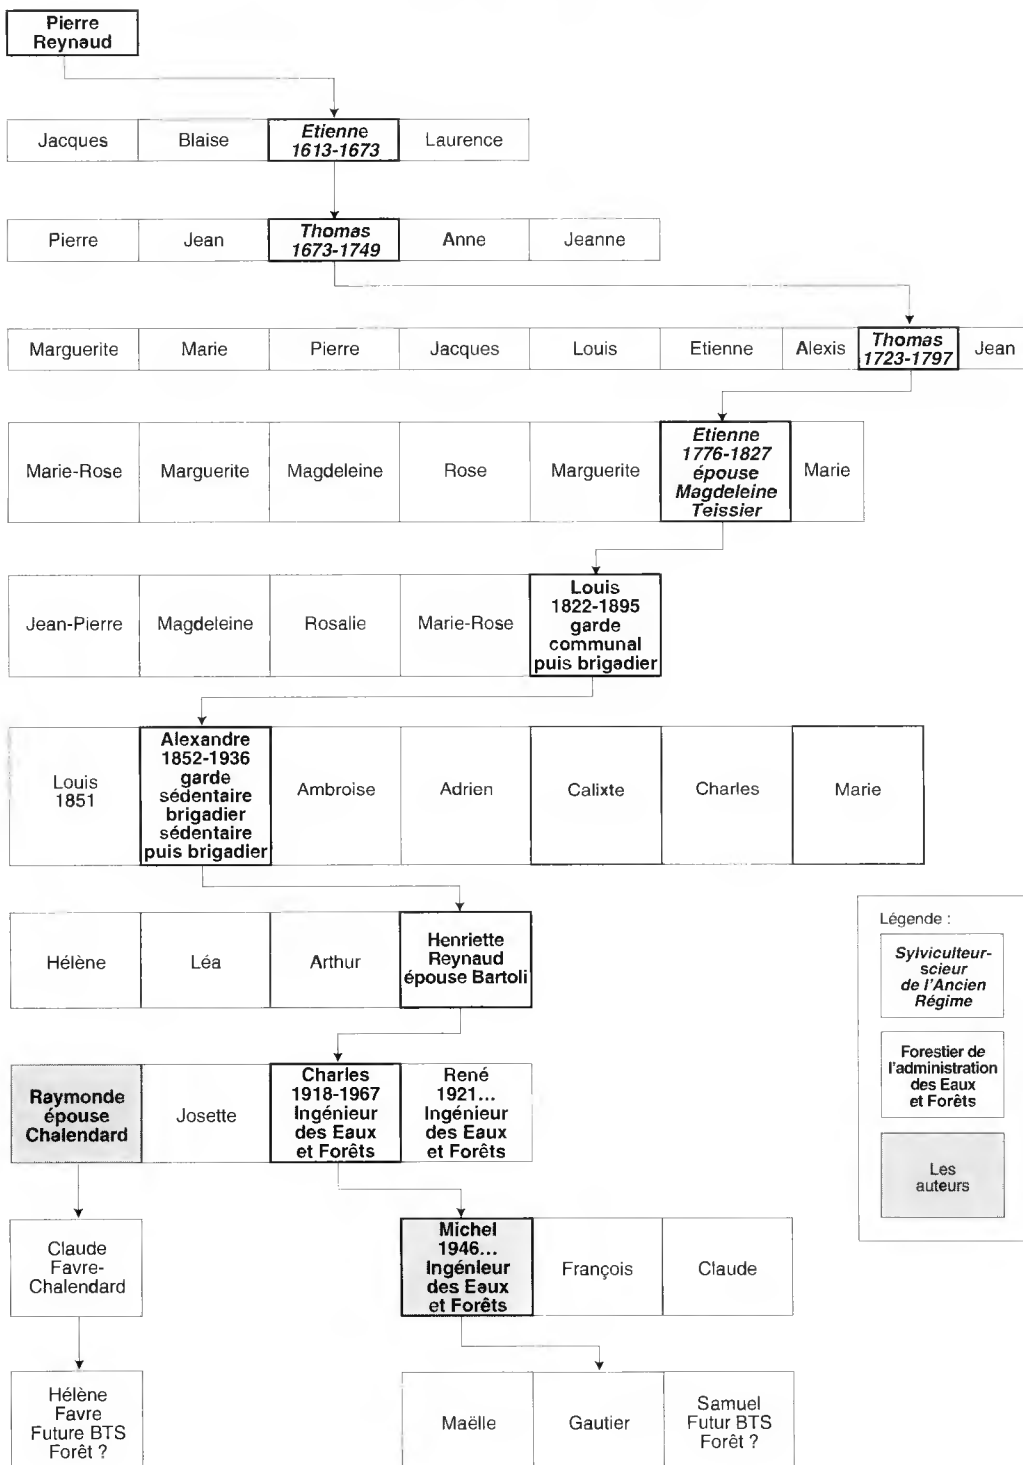 Pierre
Reynaud
Jacques
Blaise
Etienne
1613-1673
Laurence
Pierre
Jean
Thomas
1673-1749
Anne
Jeanne
Marguerite
Marie
Pierre
Jacques
Louis
Etienne
Alexis
Thomas
1723-1797
Jean
Marie-Rose
Marguerite
Magdeleine
Rose
Marguerite
Etienne
1776-1827
épouse
Magdeleine
Teissier
Marie
Jean-Pierre
Magdeleine
Rosalie
Marie-Rose
Louis
1822-1895
garde
communal
puis brigadier
Louis
1851
Alexandre
1852-1936
garde
sédentaire
brigadier
sédentaire
puis brigadier
Ambroise
Adrien
Calixte
Charles
Marie
Hélène
Léa
Arthur
Henriette
Reynaud
épouse Bartoli
Raymonde
épouse
Chalendard
Josette
Charles
1918-1967
Ingénieur
des Eaux
et Forêts
René
1921...
Ingénieur
des Eaux
et Forêts
Claude
Favre-
Chalendard
Michel
1946...
Ingénleur
des Eaux
et Forêts
François
Claude
Hélène
Favre
Future BTS
Forêt ?
Maëlle
Gautier
Samuel
Futur BTS
Forêt ?
Légende :
Sylviculteur-
scieur
de l'Ancien
Régime
Forestier de
l'administration
des Eaux
et Forêts
Les
auteurs